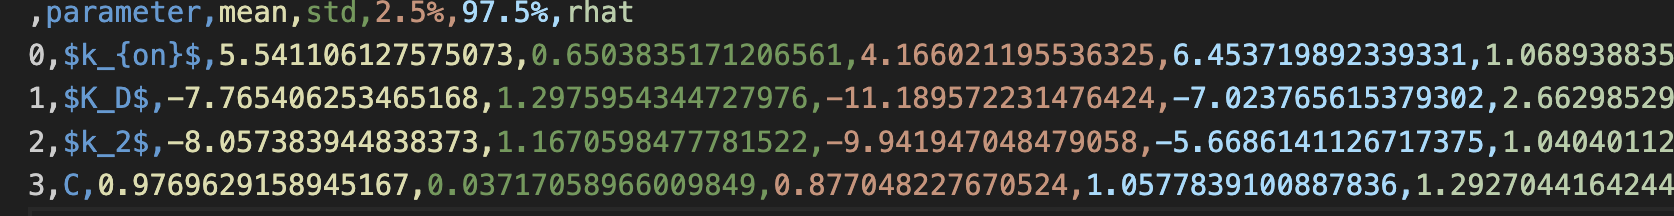 ,parameter,mean,std,2.5%,97.5%,rhat
0,$k_{on}$,5.541106127575073,0.6503835171206561,4.166021195536325,6.453719892339331,1.068938835
1,$K_D$,-7.765406253465168,1.2975954344727976,-11.189572231476424,-7.023765615379302,2.66298529
2,$k_2$,-8.057383944838373,1.1670598477781522,-9.941947048479058,-5.6686141126717375,1.04040112
3,C,0.9769629158945167,0.03717058966009849,0.877048227670524,1.0577839100887836,1.2927044164244